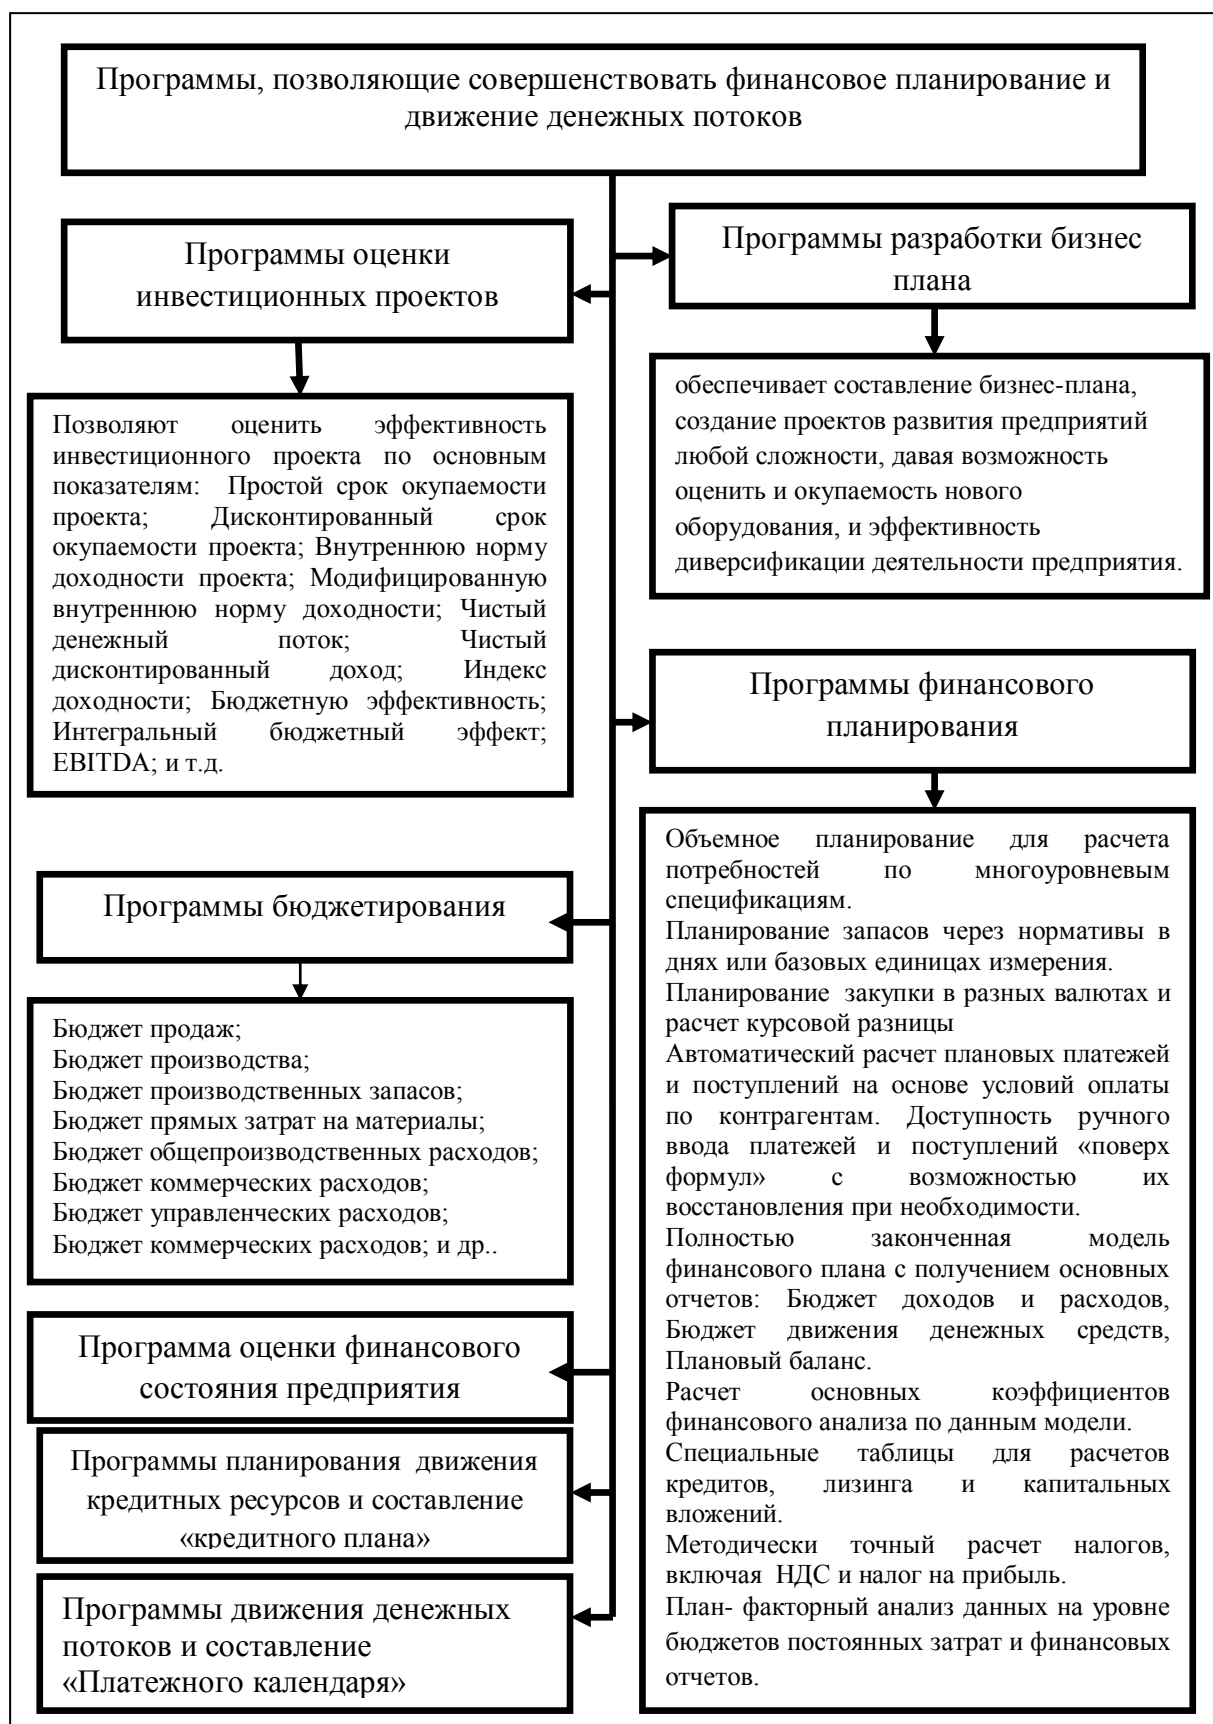 Программы, позволяющие совершенствовать финансовое планирование и
движение денежных потоков
Программы оценки
инвестиционных проектов
Программы разработки бизнес
плана
Позволяют оценить эффективность
инвестиционного проекта по основным
показателям: Простой срок окупаемости
проекта; Дисконтированный срок
окупаемости проекта; Внутреннюю норму
доходности проекта; Модифицированную
внутреннюю норму доходности; Чистый
денежный поток; Чистый
дисконтированный доход; Индекс
доходности; Бюджетную эффективность;
Интегральный бюджетный эффект;
EBITDA; и т.д.
обеспечивает составление бизнес-плана,
создание проектов развития предприятий
любой сложности, давая возможность
оценить и окупаемость нового
оборудования, и эффективность
диверсификации деятельности предприятия.
Программы финансового
планирования
Программы бюджетирования
Бюджет продаж;
Бюджет производства;
Бюджет производственных запасов;
Бюджет прямых затрат на материалы;
Бюджет общепроизводственных расходов;
Бюджет коммерческих расходов;
Бюджет управленческих расходов;
Бюджет коммерческих расходов; и др..
Объемное планирование для расчета
потребностей по многоуровневым
спецификациям.
Планирование запасов через нормативы в
днях или базовых единицах измерения.
Планирование закупки в разных валютах и
расчет курсовой разницы
Автоматический расчет плановых платежей
и поступлений на основе условий оплаты
по контрагентам. Доступность ручного
ввода платежей и поступлений «поверх
формул» с возможностью их
восстановления при необходимости.
Полностью законченная модель
финансового плана с получением основных
отчетов: Бюджет доходов и расходов,
Бюджет движения денежных средств,
Плановый баланс.
Расчет основных коэффициентов
финансового анализа по данным модели.
Специальные таблицы для расчетов
кредитов, лизинга и капитальных
вложений.
Методически точный расчет налогов,
включая НДС и налог на прибыль.
План- факторный анализ данных на уровне
бюджетов постоянных затрат и финансовых
отчетов.
Программа оценки финансового
состояния предприятия
Программы планирования движения
кредитных ресурсов и составление
«кредитного плана»
Программы движения денежных
потоков и составление
«Платежного календаря»